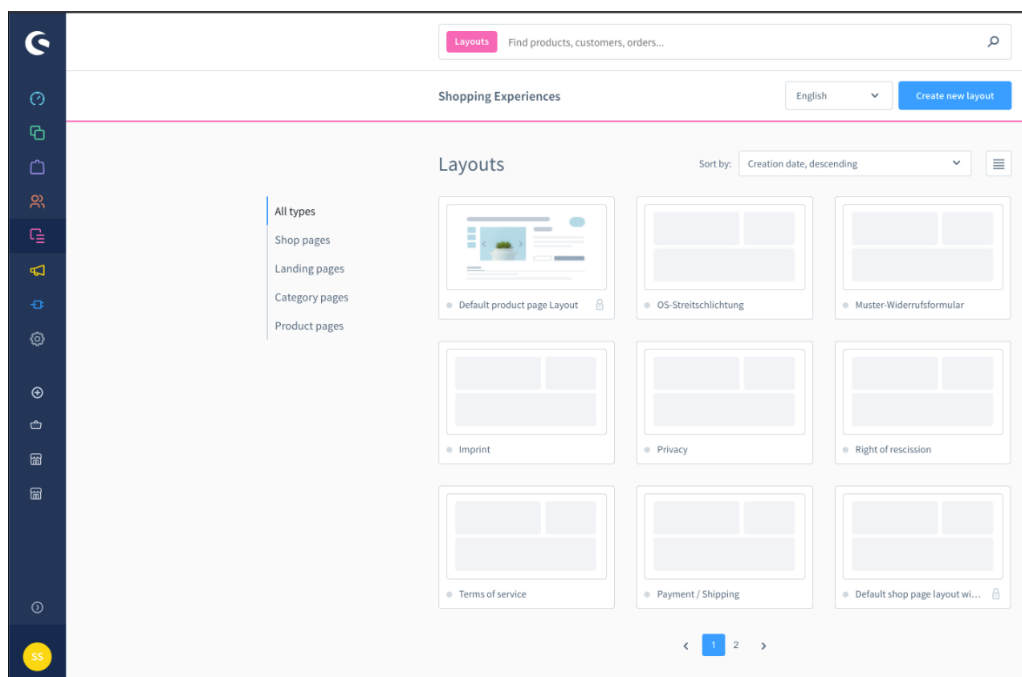 Layouts Find products, customers, orders...
Shopping Experiences English Create new layout
Layouts Sort by: Creation date, descending
All types
Shop pages
Landing pages
Category pages
Product pages
Default product page Layout OS-Streitschlichtung Muster-Widerrufsformular
Imprint Privacy Right of rescission
Terms of service Payment / Shipping Default shop page layout wi...
1 2
SS